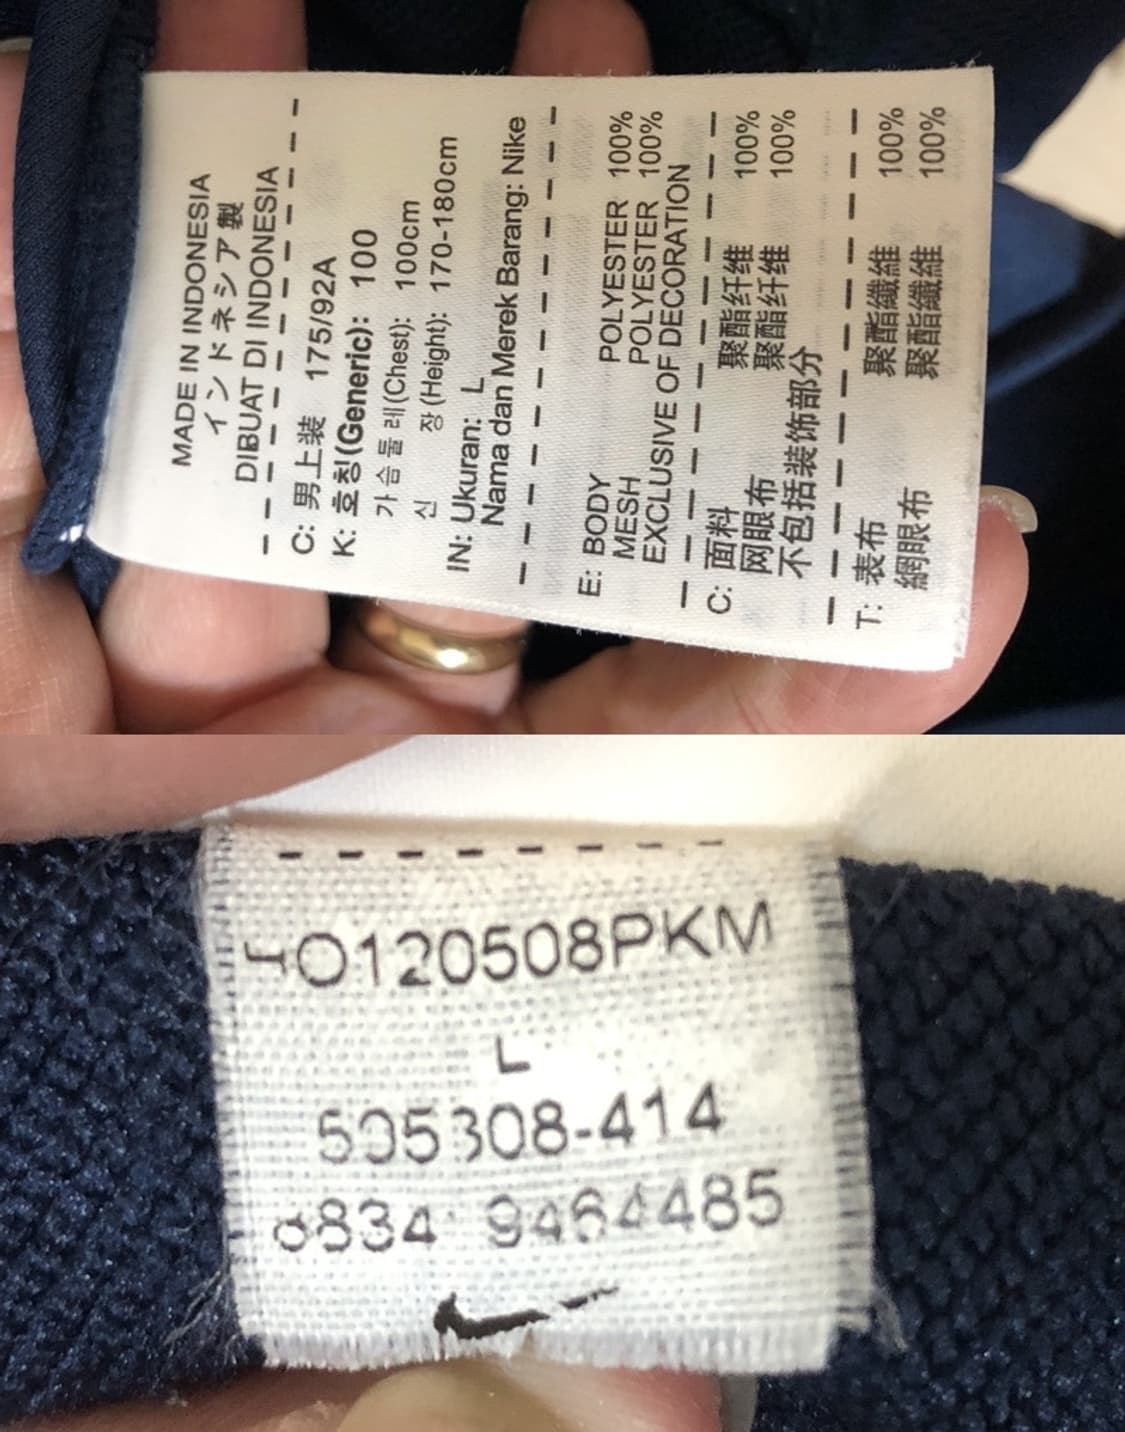 MADE IN INDONESIA
インドネシア製
DIBUAT DI INDONESIA
C: 男上装 175/92A
K: 호칭(Generic): 100
가슴둘레(Chest): 100cm
신 장(Height): 170-180cm
IN: Ukuran: L
Nama dan Merek Barang: Nike
E: BODY POLYESTER 100%
MESH POLYESTER 100%
EXCLUSIVE OF DECORATION
C: 面料 聚酯纤维 100%
网眼布 聚酯纤维 100%
不包括装饰部分
T: 表布 聚酯纖維 100%
網眼布 聚酯纖維 100%
IO120508PKM
L
505308-414
8834 9464485